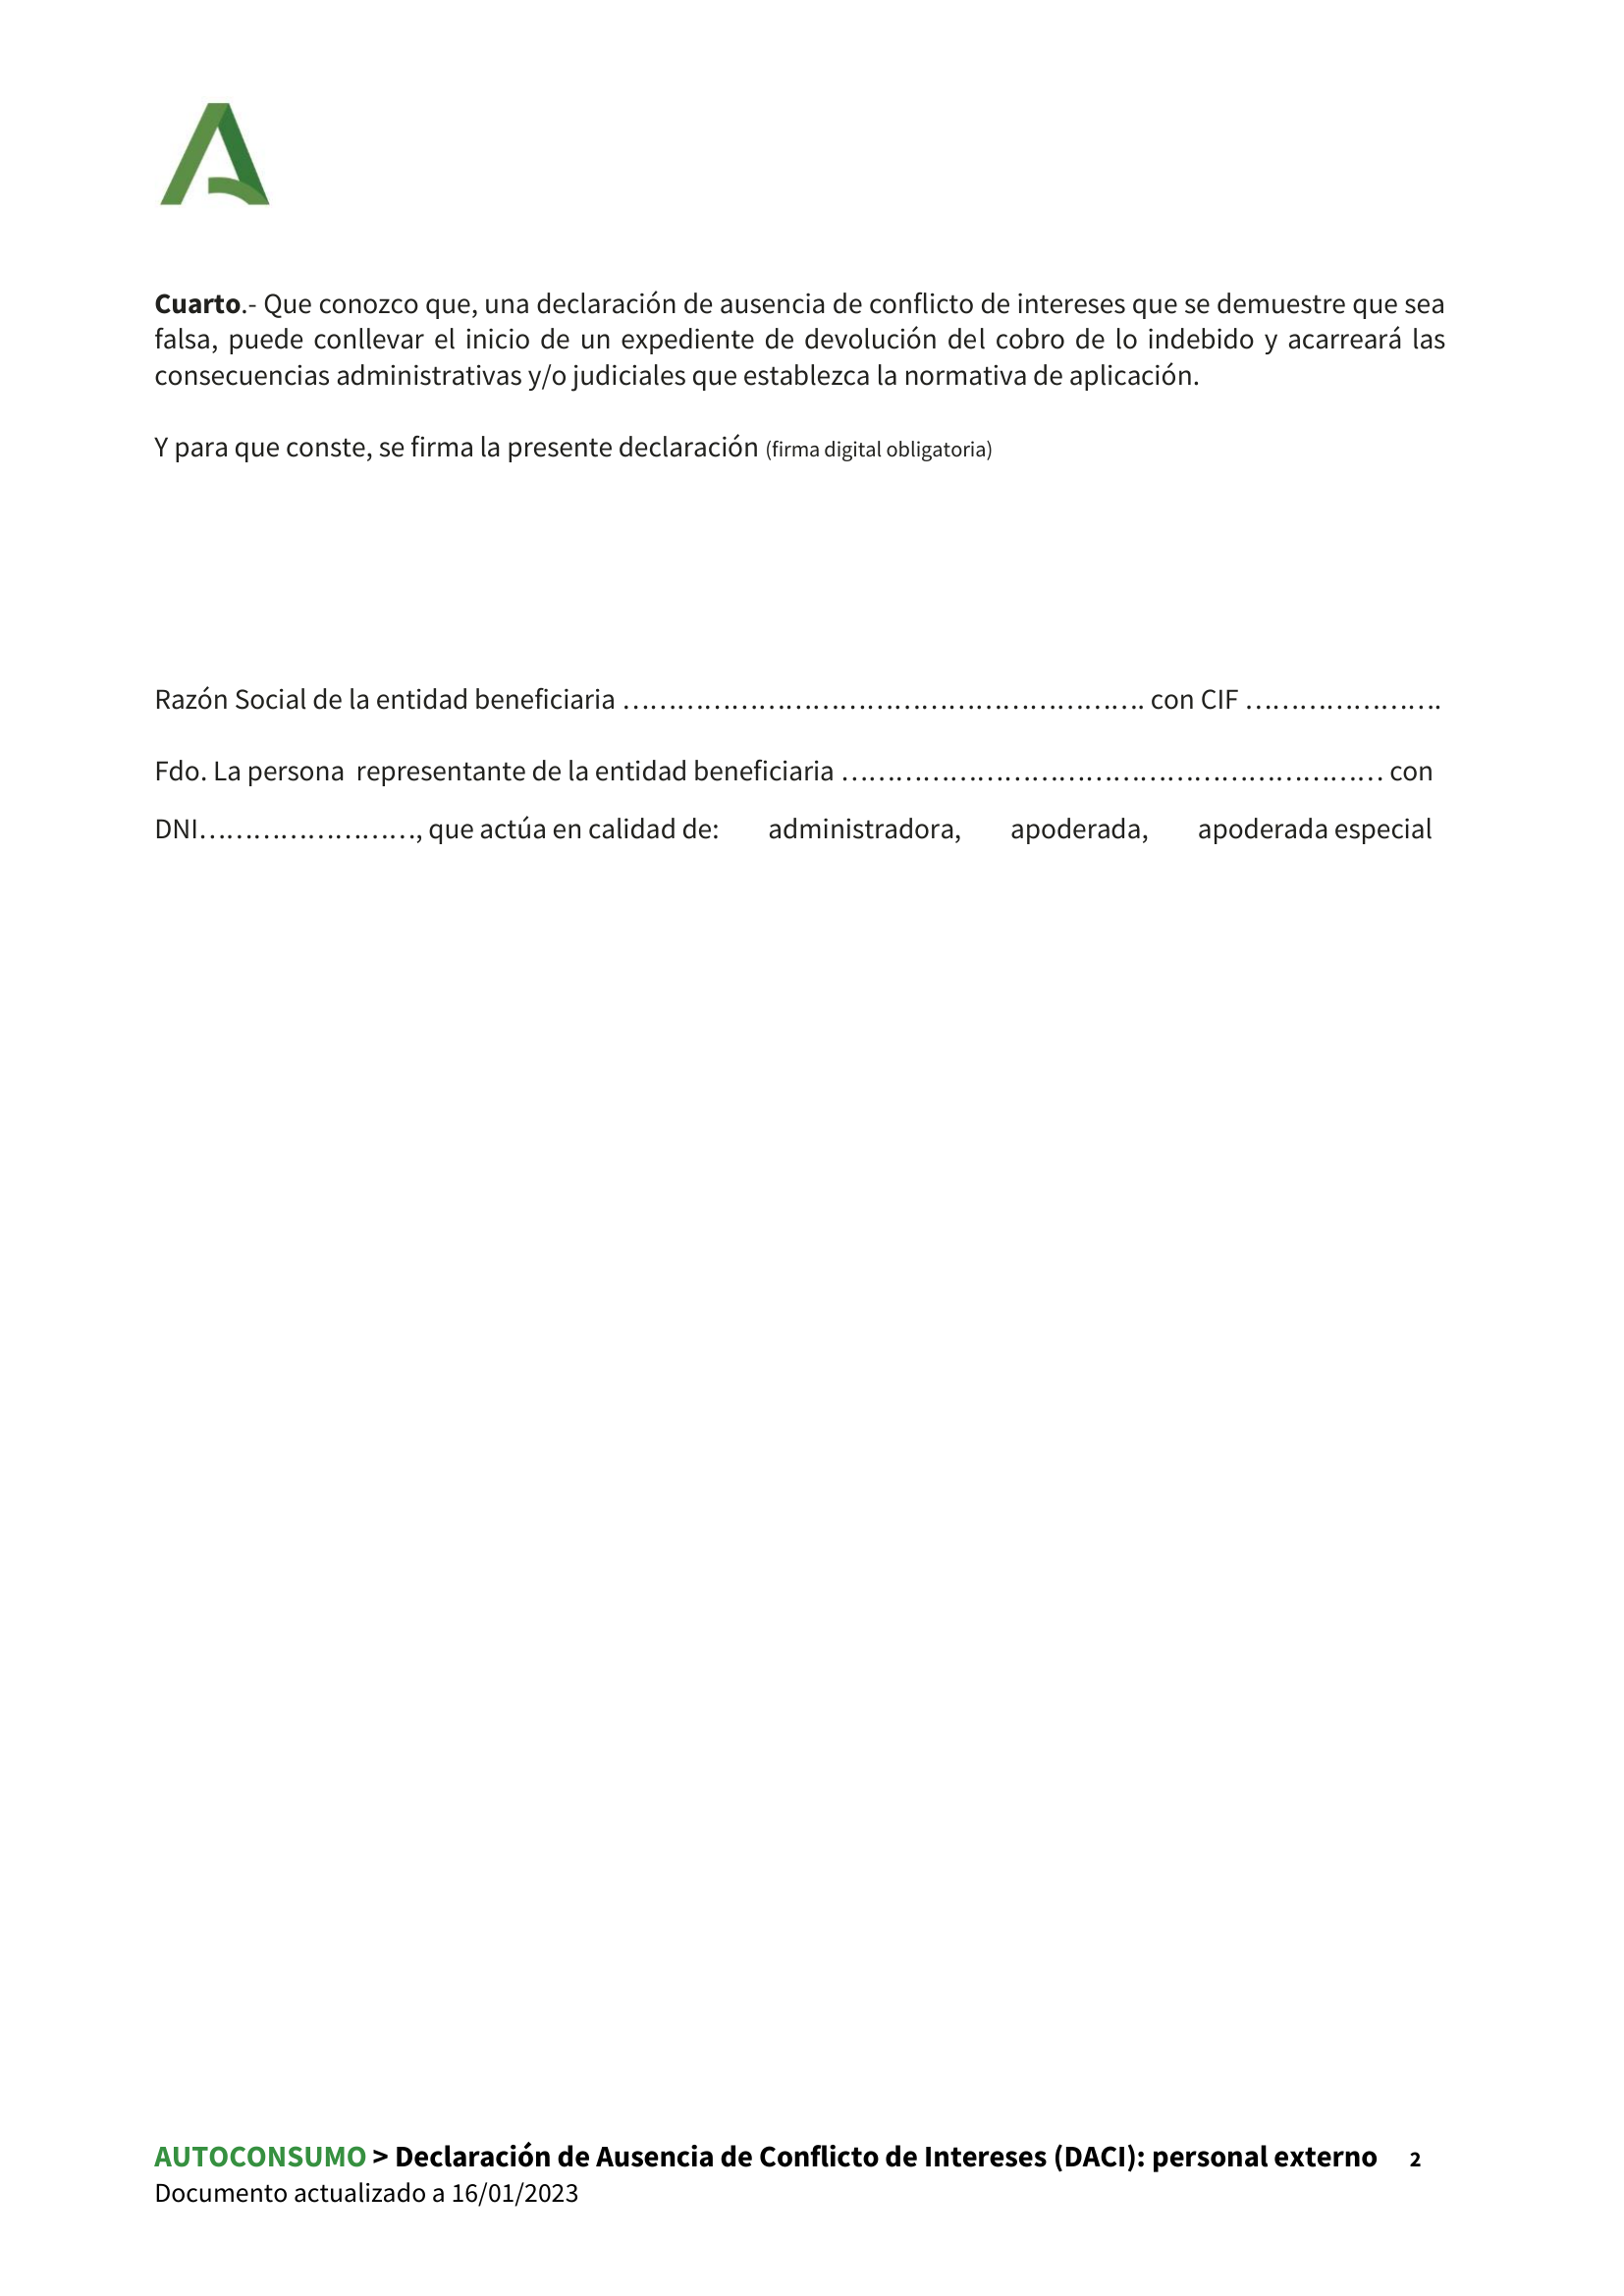 Cuarto.- Que conozco que, una declaración de ausencia de conflicto de intereses que se demuestre que sea
falsa, puede conllevar el inicio de un expediente de devolución del cobro de lo indebido y acarreará las
consecuencias administrativas y/o judiciales que establezca la normativa de aplicación.
Y para que conste, se firma la presente declaración (firma digital obligatoria)
Razón Social de la entidad beneficiaria …………………………………………………. con CIF ………………….
Fdo. La persona  representante de la entidad beneficiaria …………………………………………………… con
DNI……………………, que actúa en calidad de: administradora, apoderada, apoderada especial
AUTOCONSUMO > Declaración de Ausencia de Conflicto de Intereses (DACI): personal externo 2
Documento actualizado a 16/01/2023